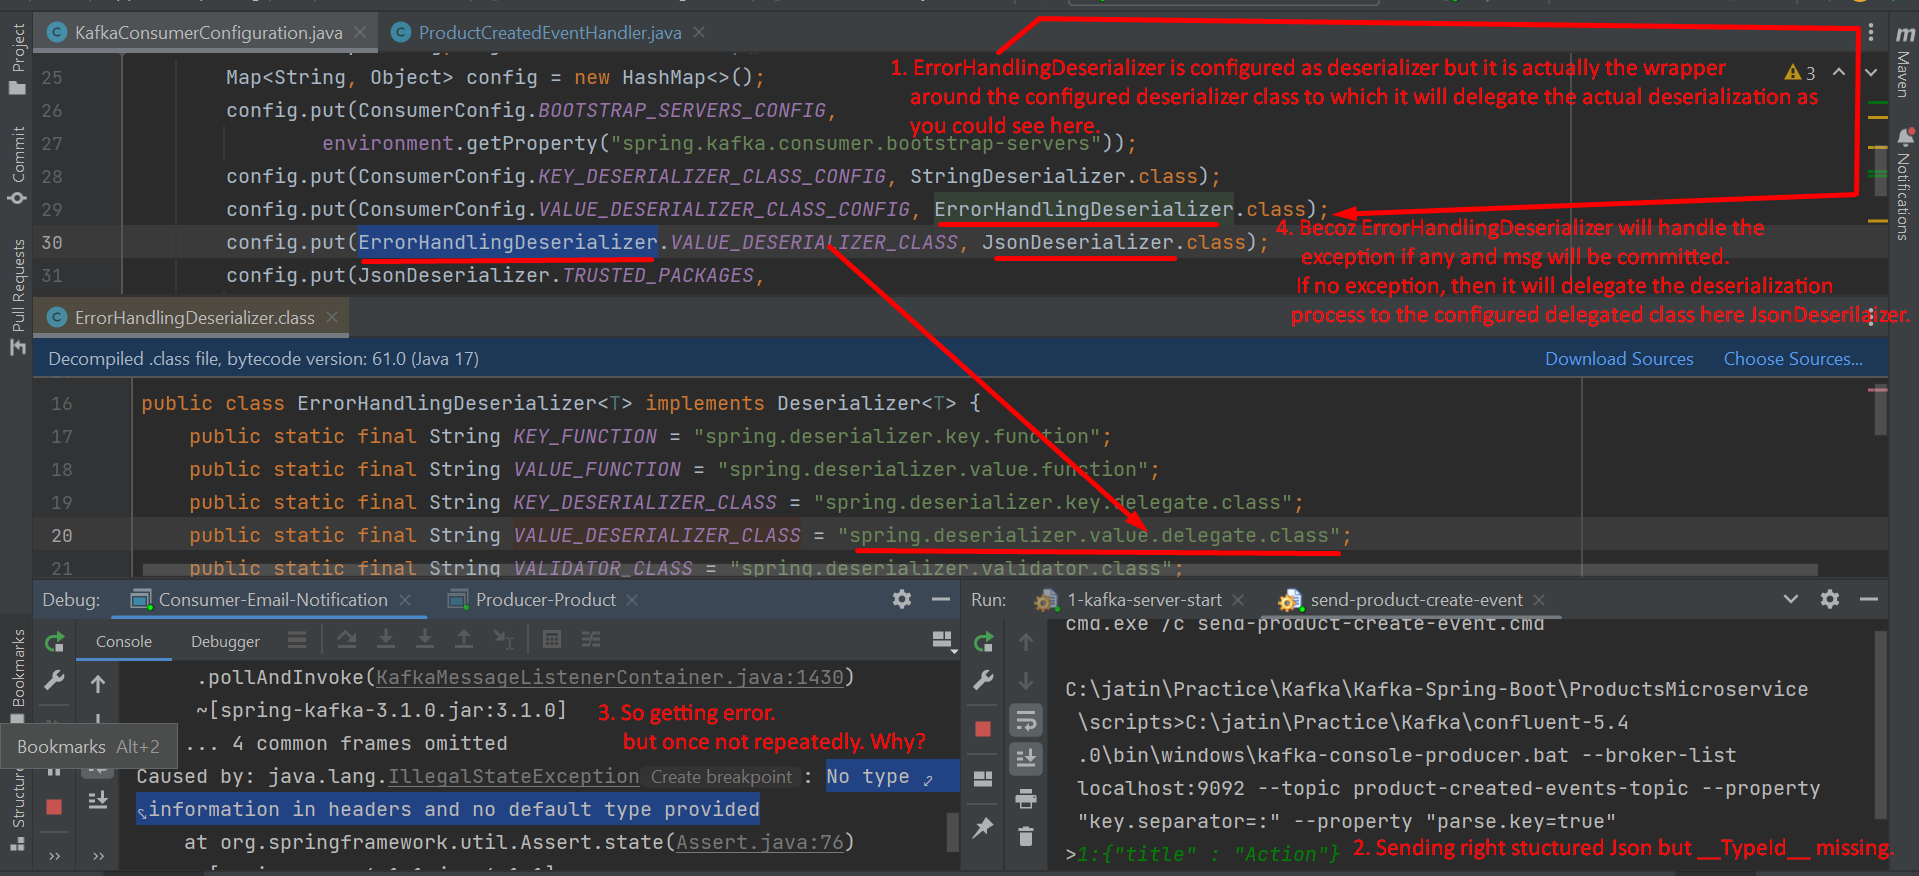 KafkaConsumerConfiguration.java
ProductCreatedEventHandler.java
Project
Commit
Pull Requests
Bookmarks
Structure
Maven
Notifications
3
25 Map<String, Object> config = new HashMap<>();
26 config.put(ConsumerConfig.BOOTSTRAP_SERVERS_CONFIG,
27 environment.getProperty("spring.kafka.consumer.bootstrap-servers"));
28 config.put(ConsumerConfig.KEY_DESERIALIZER_CLASS_CONFIG, StringDeserializer.class);
29 config.put(ConsumerConfig.VALUE_DESERIALIZER_CLASS_CONFIG, ErrorHandlingDeserializer.class);
30 config.put(ErrorHandlingDeserializer.VALUE_DESERIALIZER_CLASS, JsonDeserializer.class);
31 config.put(JsonDeserializer.TRUSTED_PACKAGES,
1. ErrorHandlingDeserializer is configured as deserializer but it is actually the wrapper
around the configured deserializer class to which it will delegate the actual deserialization as
you could see here.
4. Becoz ErrorHandlingDeserializer will handle the
exception if any and msg will be committed.
If no exception, then it will delegate the deserialization
process to the configured delegated class here JsonDeserilaizer.
ErrorHandlingDeserializer.class
Decompiled .class file, bytecode version: 61.0 (Java 17)
Download Sources
Choose Sources...
16 public class ErrorHandlingDeserializer<T> implements Deserializer<T> {
17 public static final String KEY_FUNCTION = "spring.deserializer.key.function";
18 public static final String VALUE_FUNCTION = "spring.deserializer.value.function";
19 public static final String KEY_DESERIALIZER_CLASS = "spring.deserializer.key.delegate.class";
20 public static final String VALUE_DESERIALIZER_CLASS = "spring.deserializer.value.delegate.class";
21 public static final String VALIDATOR_CLASS = "spring.deserializer.validator.class";
Debug:
Consumer-Email-Notification
Producer-Product
Console
Debugger
.pollAndInvoke(KafkaMessageListenerContainer.java:1430)
~[spring-kafka-3.1.0.jar:3.1.0]
... 4 common frames omitted
Caused by: java.lang.IllegalStateException Create breakpoint : No type
information in headers and no default type provided
at org.springframework.util.Assert.state(Assert.java:76)
3. So getting error.
but once not repeatedly. Why?
Bookmarks Alt+2
Run:
1-kafka-server-start
send-product-create-event
cmd.exe /c send-product-create-event.cmd
C:\jatin\Practice\Kafka\Kafka-Spring-Boot\ProductsMicroservice
\scripts>C:\jatin\Practice\Kafka\confluent-5.4
.0\bin\windows\kafka-console-producer.bat --broker-list
localhost:9092 --topic product-created-events-topic --property
"key.separator=:" --property "parse.key=true"
>1:{"title" : "Action"}
2. Sending right stuctured Json but __TypeId__ missing.